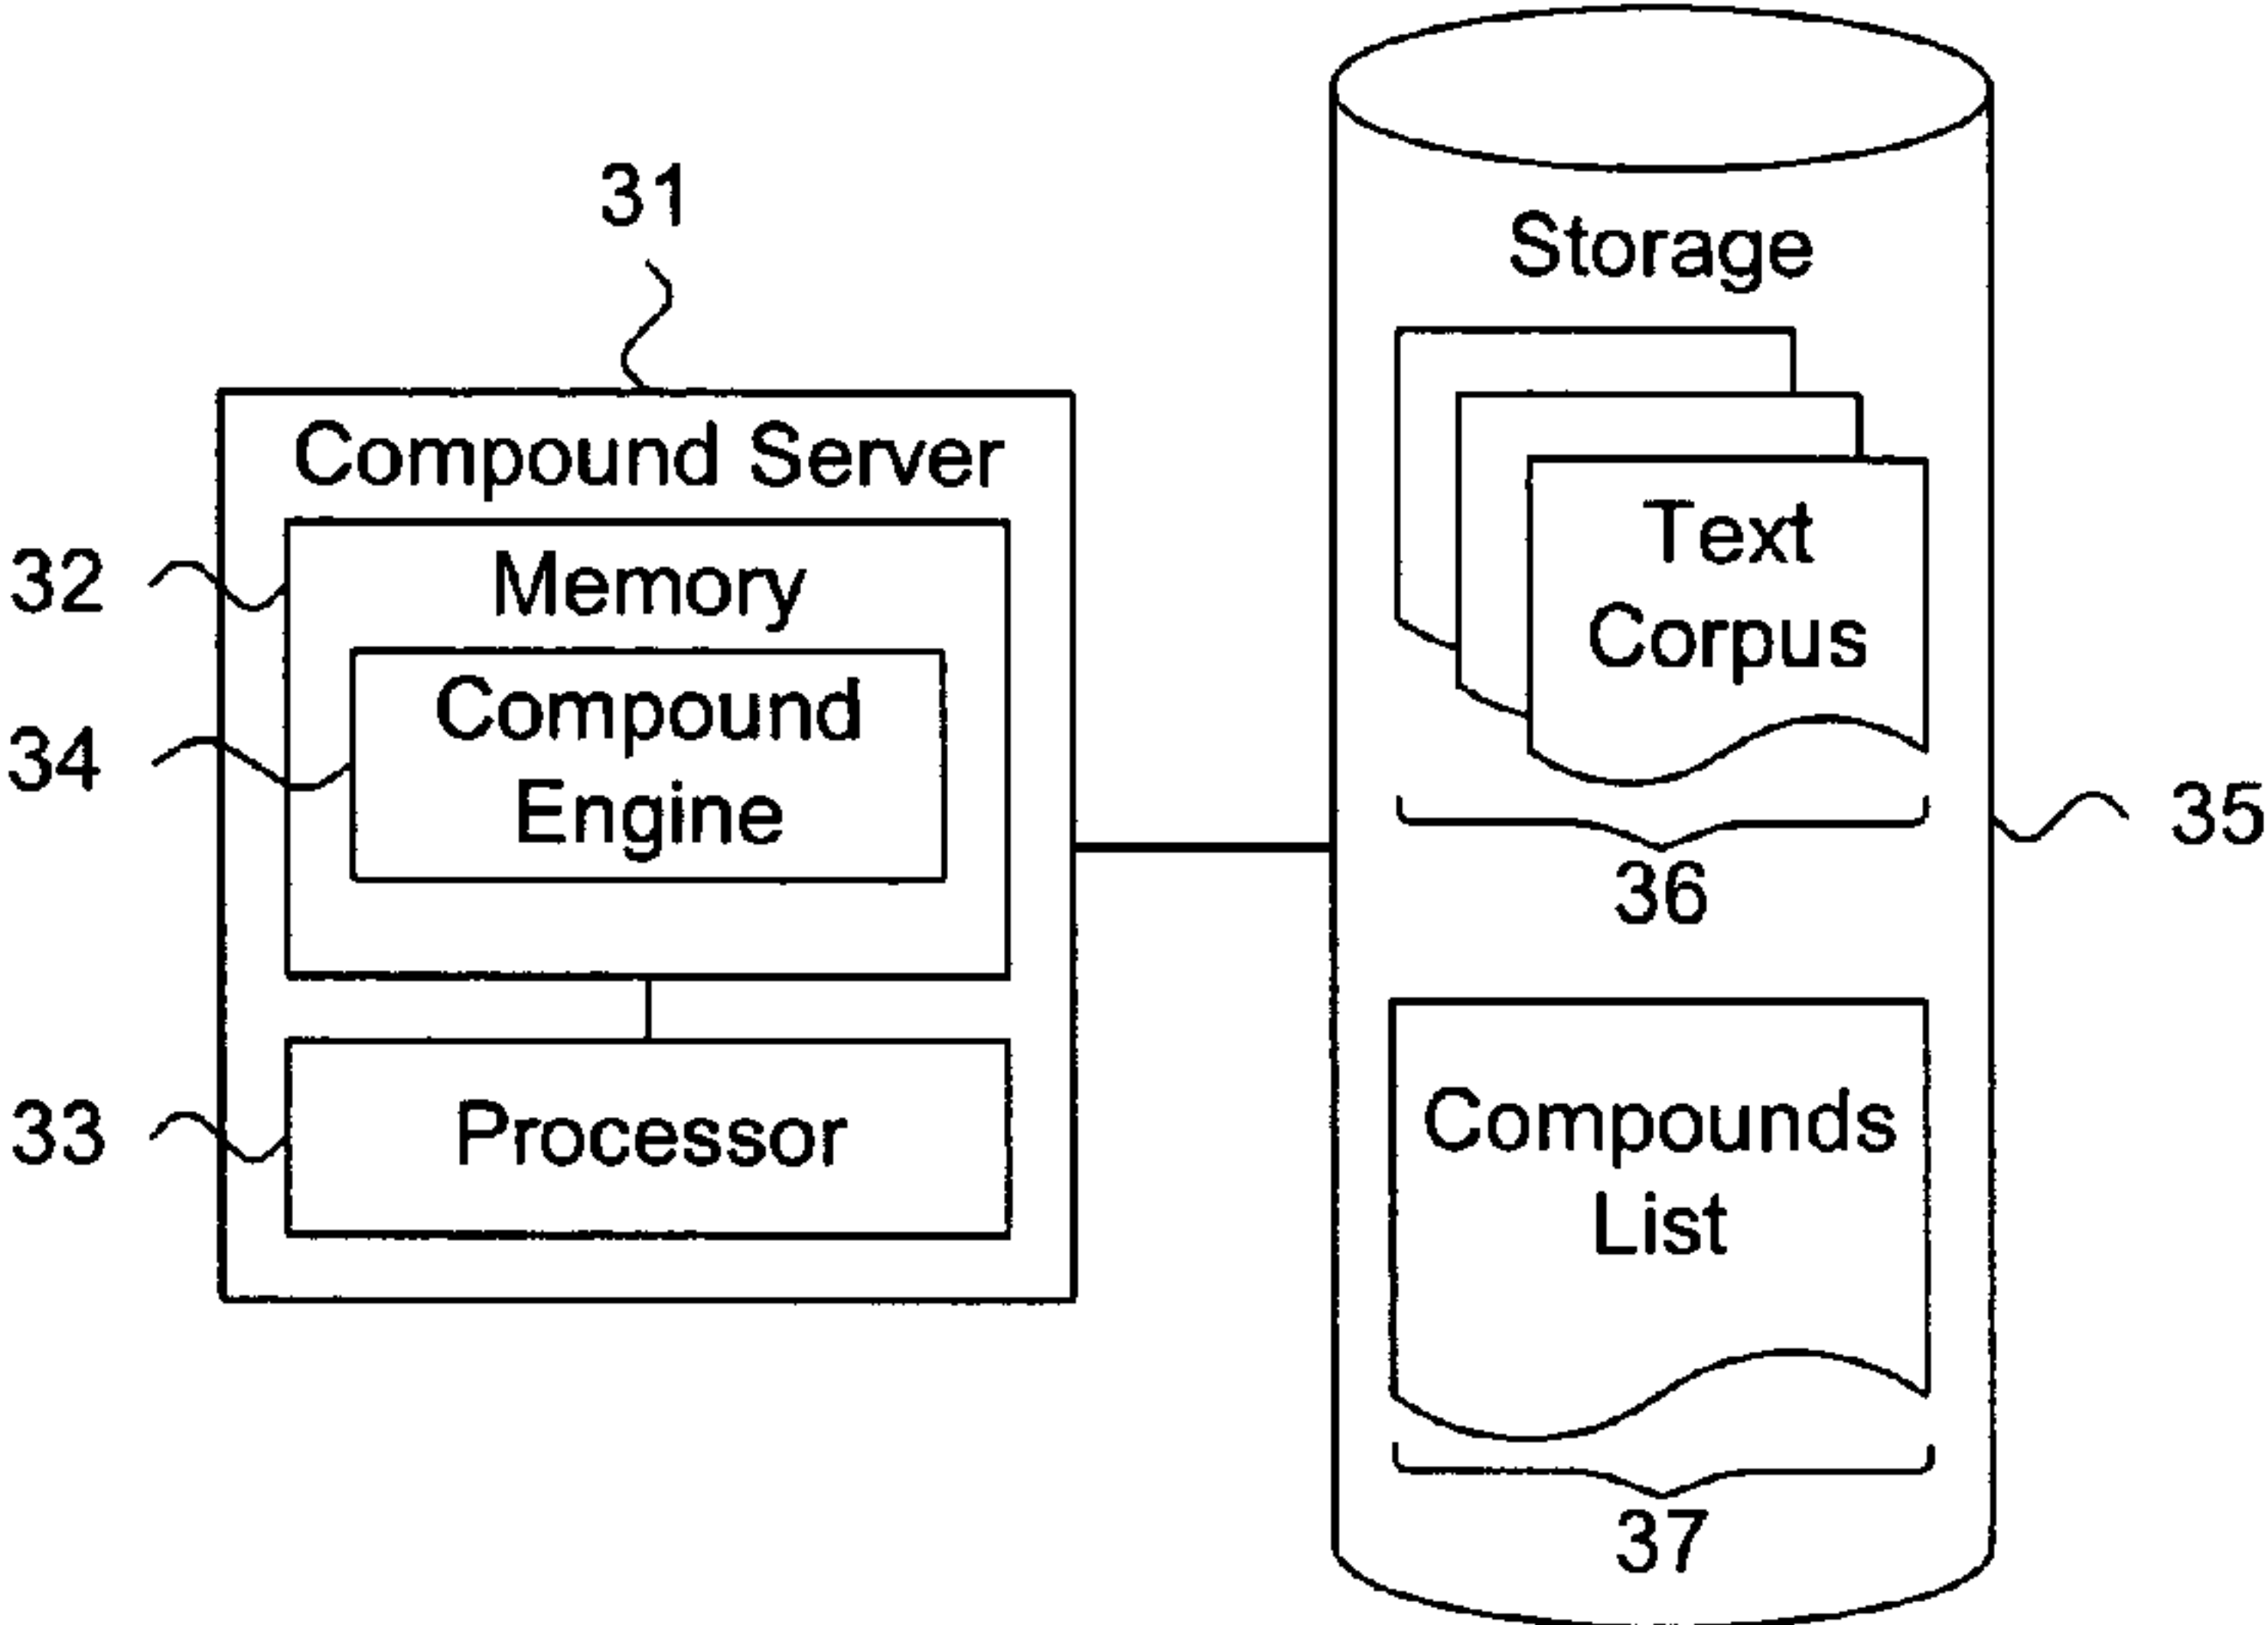 31
Compound Server
32
Memory
34
Compound
Engine
33
Processor
Storage
Text
Corpus
36
35
Compounds
List
37